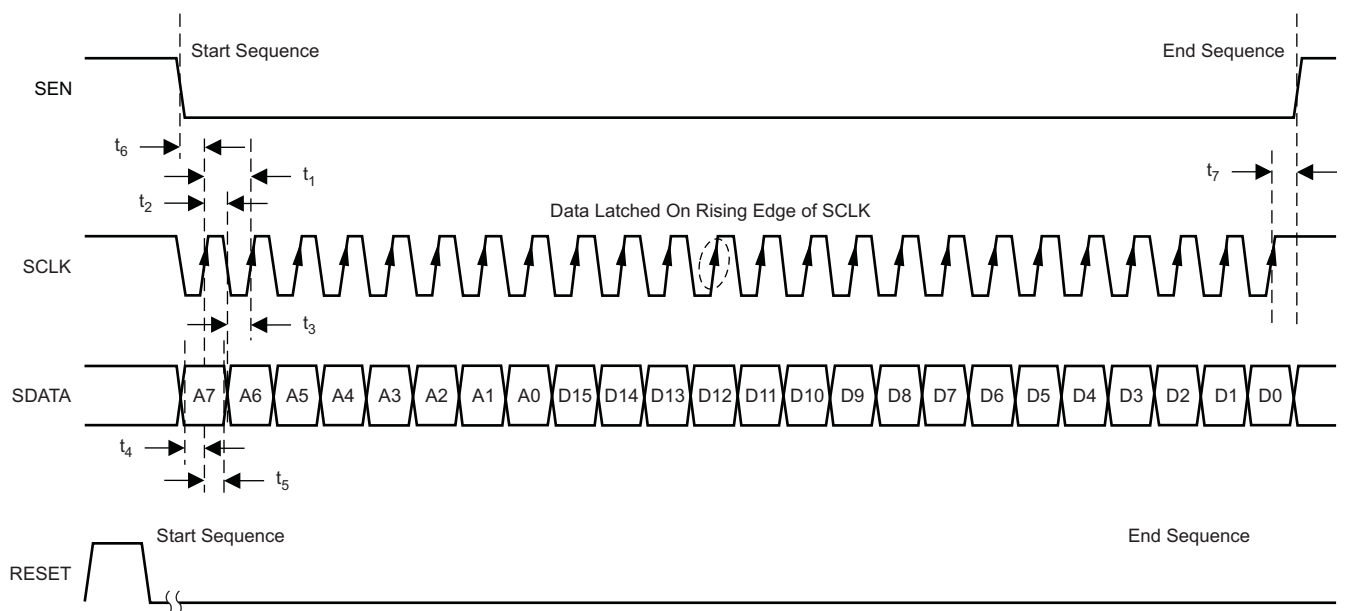 Start Sequence
End Sequence
SEN
t6
t1
t7
t2
Data Latched On Rising Edge of SCLK
SCLK
t3
SDATA A7 A6 A5 A4 A3 A2 A1 A0 D15 D14 D13 D12 D11 D10 D9 D8 D7 D6 D5 D4 D3 D2 D1 D0
t4
t5
Start Sequence
End Sequence
RESET